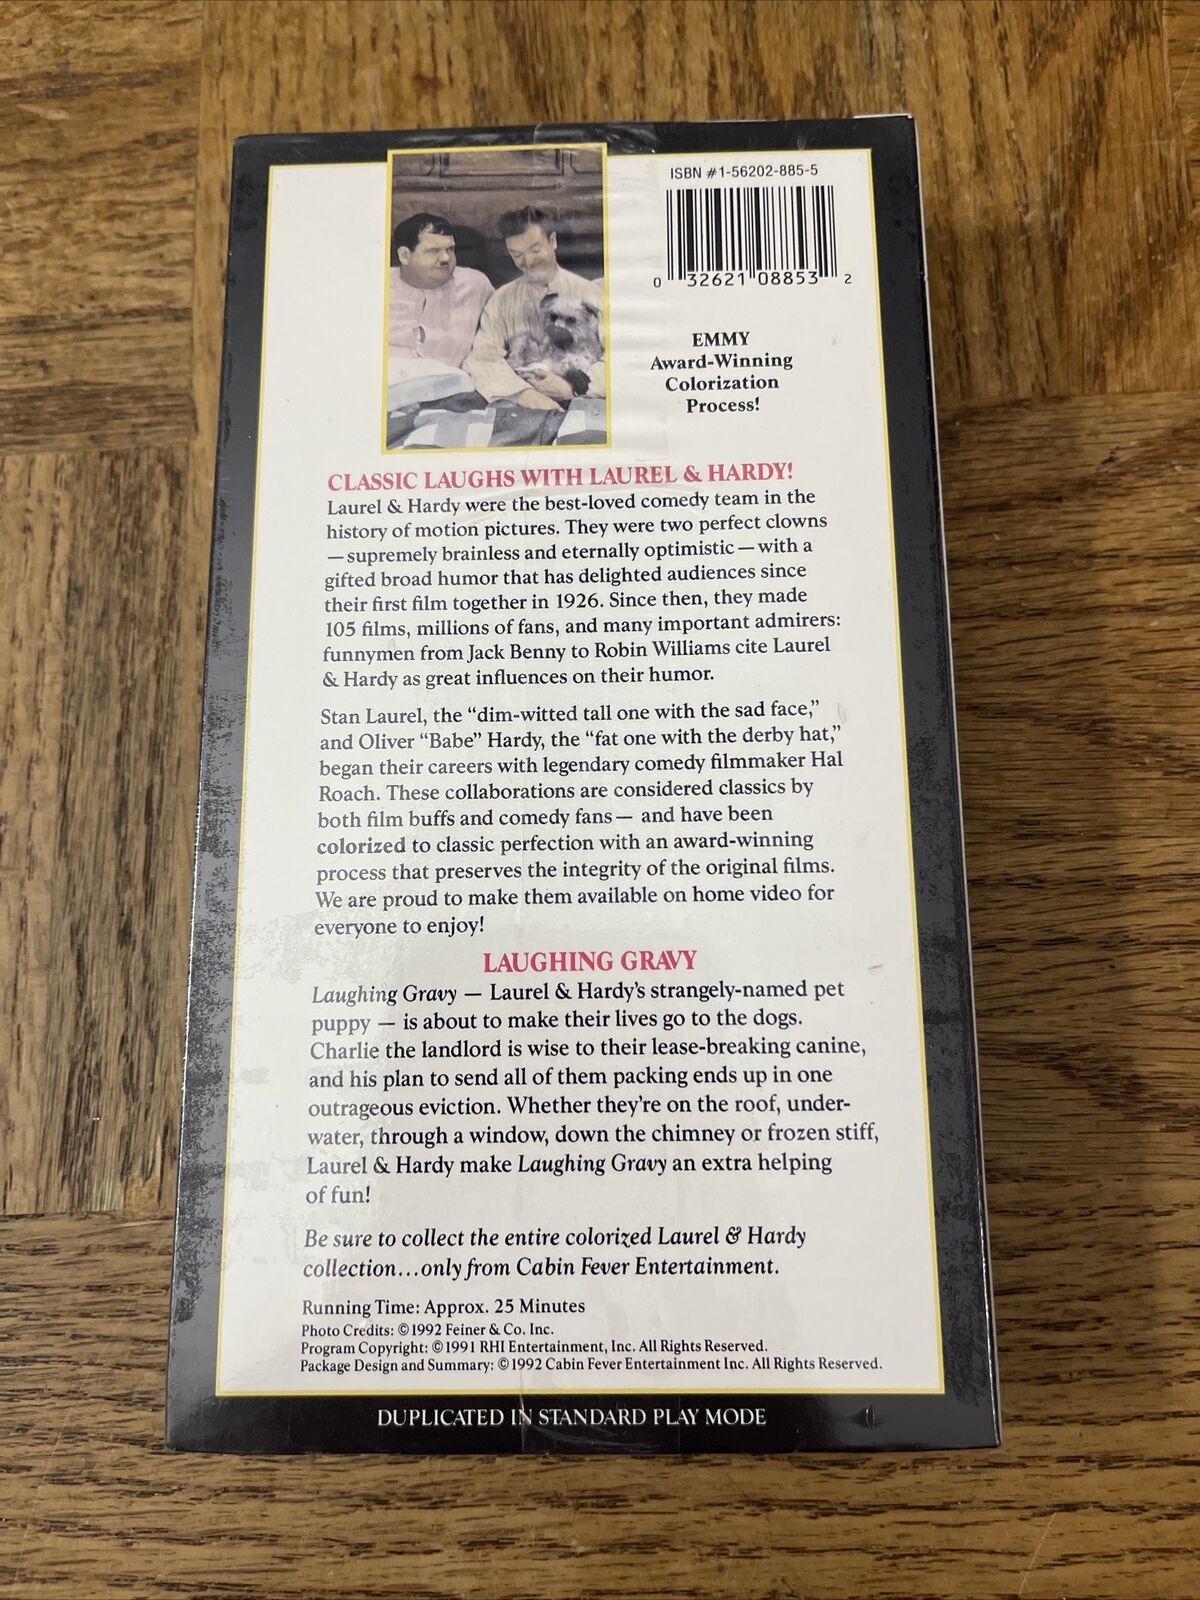 ISBN #1-56202-885-5
0 32621 08853 2
EMMY
Award-Winning
Colorization
Process!
CLASSIC LAUGHS WITH LAUREL & HARDY!
Laurel & Hardy were the best-loved comedy team in the
history of motion pictures. They were two perfect clowns
—supremely brainless and eternally optimistic—with a
gifted broad humor that has delighted audiences since
their first film together in 1926. Since then, they made
105 films, millions of fans, and many important admirers:
funnymen from Jack Benny to Robin Williams cite Laurel
& Hardy as great influences on their humor.
Stan Laurel, the “dim-witted tall one with the sad face,”
and Oliver “Babe” Hardy, the “fat one with the derby hat,”
began their careers with legendary comedy filmmaker Hal
Roach. These collaborations are considered classics by
both film buffs and comedy fans— and have been
colorized to classic perfection with an award-winning
process that preserves the integrity of the original films.
We are proud to make them available on home video for
everyone to enjoy!
LAUGHING GRAVY
Laughing Gravy — Laurel & Hardy's strangely-named pet
puppy — is about to make their lives go to the dogs.
Charlie the landlord is wise to their lease-breaking canine,
and his plan to send all of them packing ends up in one
outrageous eviction. Whether they're on the roof, under-
water, through a window, down the chimney or frozen stiff,
Laurel & Hardy make Laughing Gravy an extra helping
of fun!
Be sure to collect the entire colorized Laurel & Hardy
collection...only from Cabin Fever Entertainment.
Running Time: Approx. 25 Minutes
Photo Credits: ©1992 Feiner & Co. Inc.
Program Copyright: ©1991 RHI Entertainment, Inc. All Rights Reserved.
Package Design and Summary: ©1992 Cabin Fever Entertainment Inc. All Rights Reserved.
DUPLICATED IN STANDARD PLAY MODE